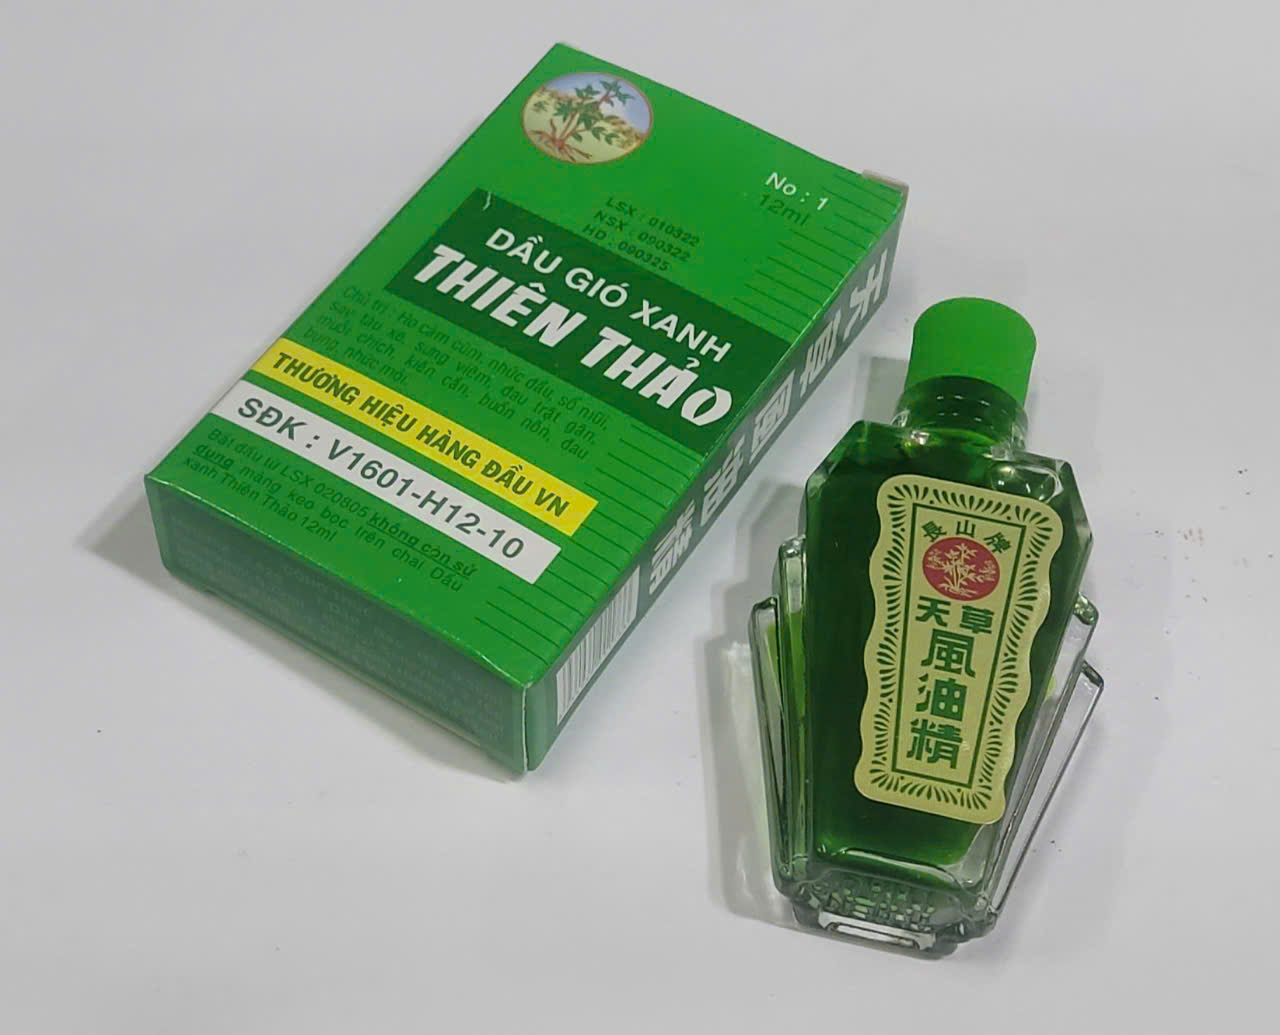 No : 1
12ml
LSX : 010322
NSX : 090322
HD : 090325
DẦU GIÓ XANH
THIÊN THẢO
Chủ trị : Ho cảm cúm, nhức đầu, sổ mũi,
say tàu xe, sưng viêm, đau trật gân,
muỗi chích, kiến cắn, buồn nôn, đau
bụng, nhức mỏi.
THƯƠNG HIỆU HÀNG ĐẦU VN
SĐK : V1601-H12-10
Bắt đầu từ LSX 020805 không còn sử
dụng màng keo bọc trên chai Dầu
xanh Thiên Thảo 12ml
山牌
天草
風
油
精